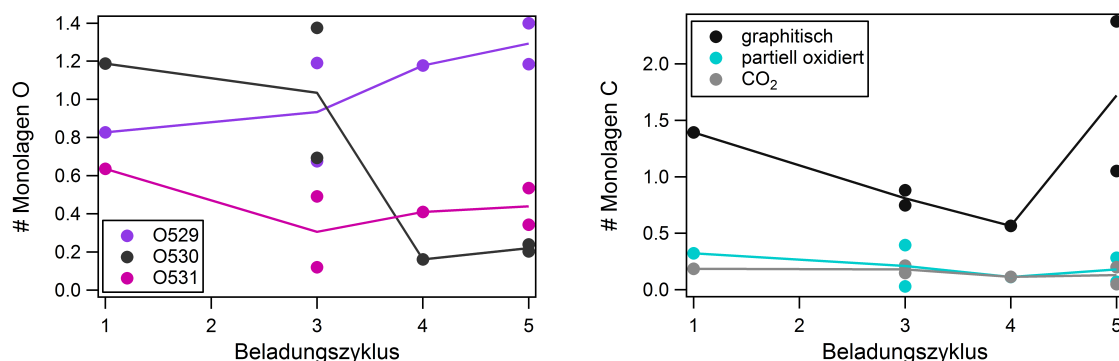 # Monolagen O
1.4
1.2
1.0
0.8
0.6
0.4
0.2
0.0
O529
O530
O531
1 2 3 4 5
Beladungszyklus
# Monolagen C
2.0
1.5
1.0
0.5
0.0
graphitisch
partiell oxidiert
CO₂
1 2 3 4 5
Beladungszyklus